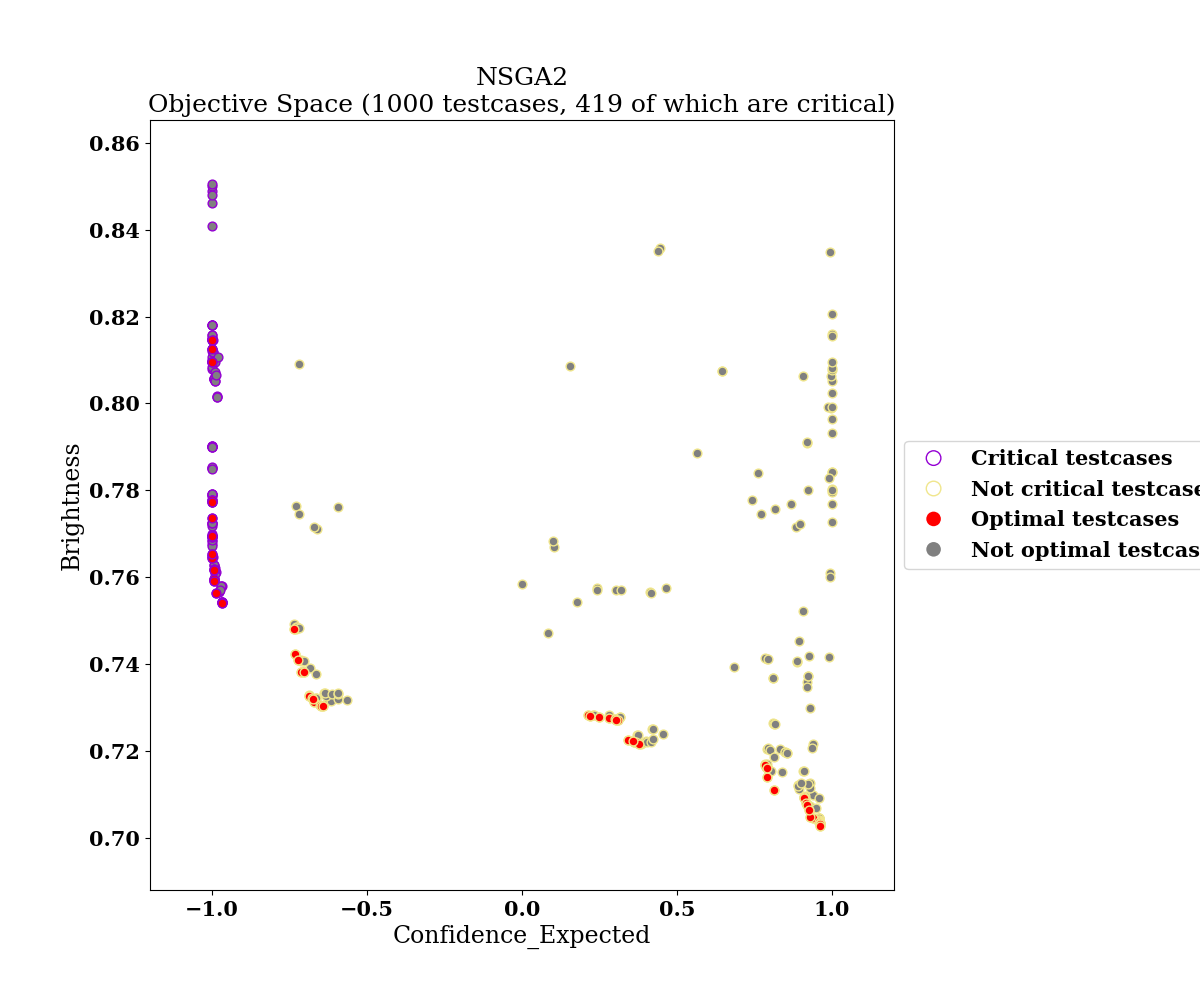 NSGA2
Objective Space (1000 testcases, 419 of which are critical)
0.86
0.84
0.82
0.80
0.78
0.76
0.74
0.72
0.70
Brightness
−1.0 −0.5 0.0 0.5 1.0
Confidence_Expected
Critical testcases
Not critical testcase
Optimal testcases
Not optimal testcas